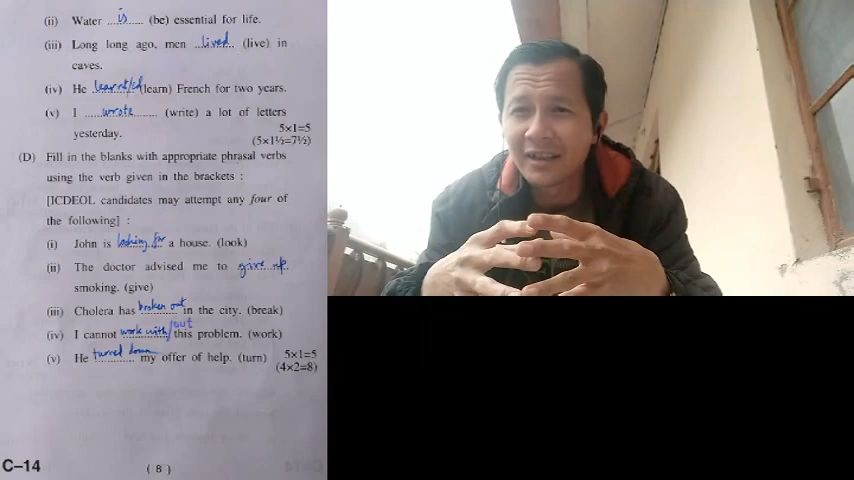 (ii) Water ....is.... (be) essential for life.
(iii) Long long ago, men ..lived.. (live) in
caves.
(iv) He learnt/ed (learn) French for two years.
(v) I ....wrote.... (write) a lot of letters
yesterday. 5×1=5
(5×1½=7½)
(D) Fill in the blanks with appropriate phrasal verbs
using the verb given in the brackets :
[ICDEOL candidates may attempt any four of
the following] :
(i) John is looking for a house. (look)
(ii) The doctor advised me to give up
smoking. (give)
(iii) Cholera has broken out in the city. (break)
(iv) I cannot work with/out this problem. (work)
(v) He turned down my offer of help. (turn) 5×1=5
(4×2=8)
C–14 ( 8 )